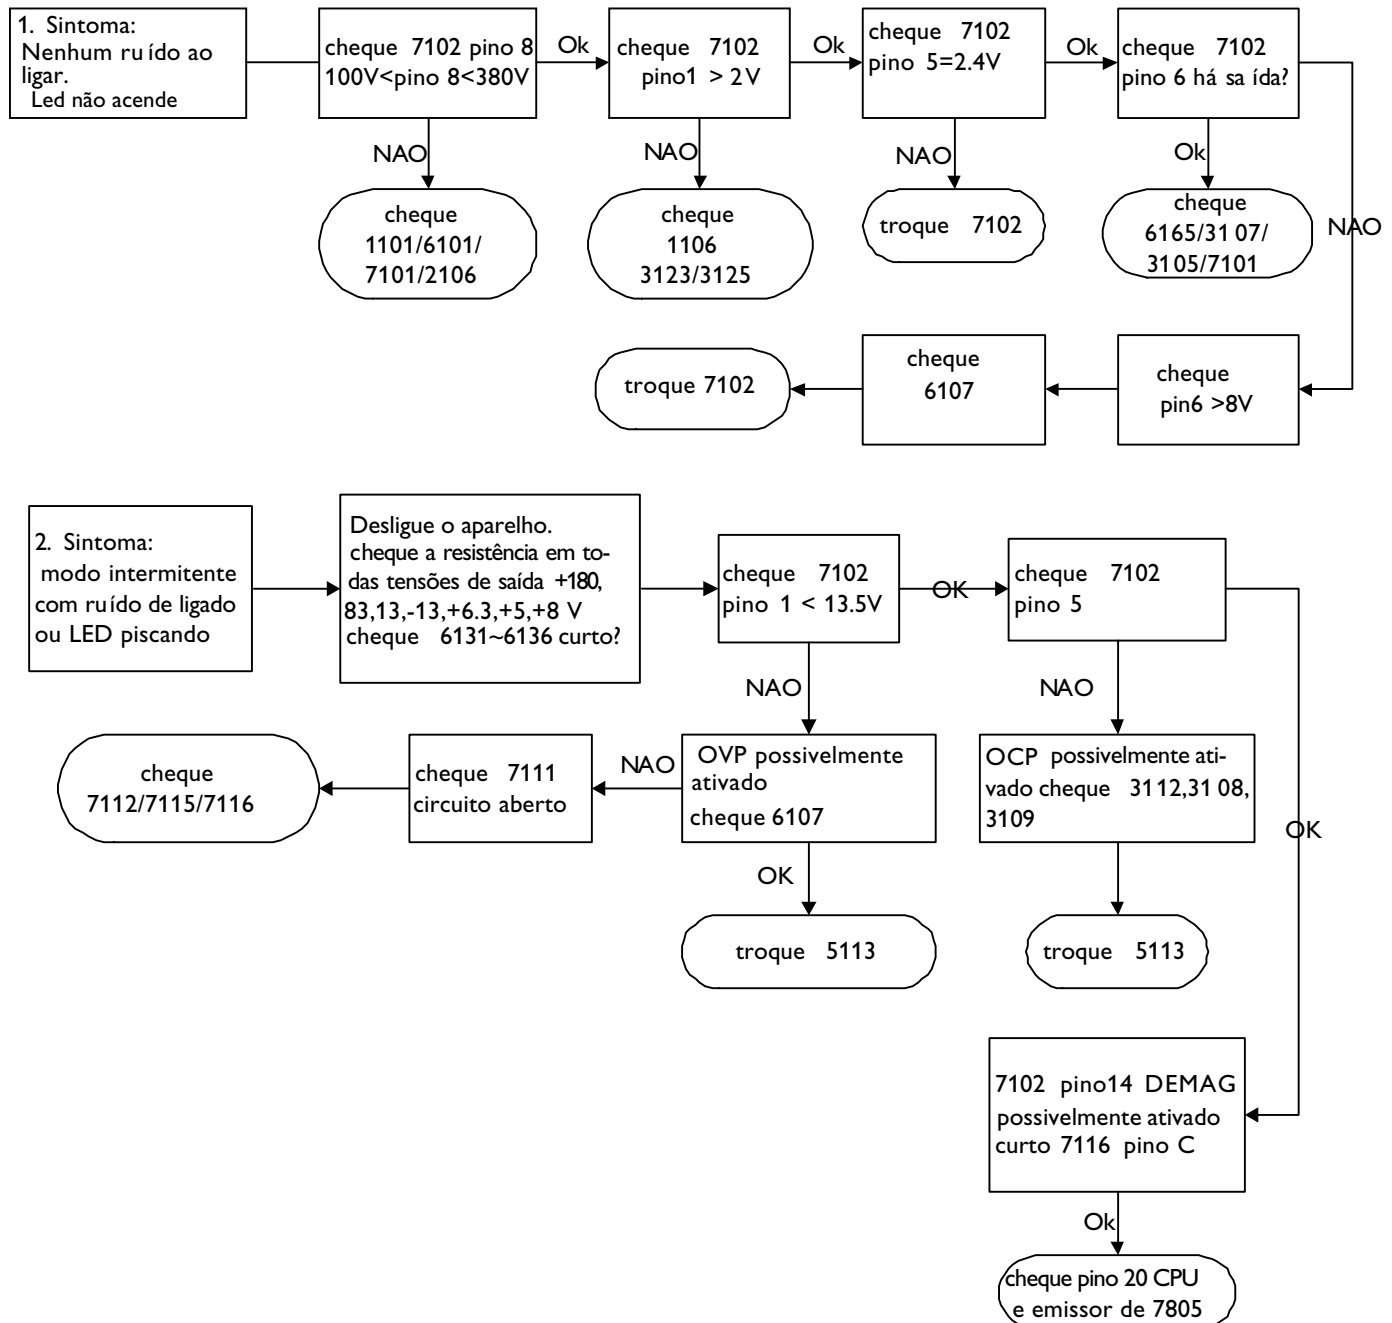 1. Sintoma:
Nenhum ruído ao
ligar.
Led não acende
cheque 7102 pino 8
100V<pino 8<380V
Ok
cheque 7102
pino1 > 2V
Ok
cheque 7102
pino 5=2.4V
Ok
cheque 7102
pino 6 há saída?
NAO
NAO
NAO
Ok
NAO
cheque
1101/6101/
7101/2106
cheque
1106
3123/3125
troque 7102
cheque
6165/3107/
3105/7101
troque 7102
cheque
6107
cheque
pin6 >8V
2. Sintoma:
modo intermitente
com ruído de ligado
ou LED piscando
Desligue o aparelho.
cheque a resistência em to-
das tensões de saída +180,
83,13,-13,+6.3,+5,+8 V
cheque 6131~6136 curto?
cheque 7102
pino 1 < 13.5V
OK
cheque 7102
pino 5
NAO
NAO
OK
cheque
7112/7115/7116
cheque 7111
circuito aberto
NAO
OVP possivelmente
ativado
cheque 6107
OCP possivelmente ati-
vado cheque 3112,3108,
3109
OK
troque 5113
troque 5113
7102 pino14 DEMAG
possivelmente ativado
curto 7116 pino C
Ok
cheque pino 20 CPU
e emissor de 7805